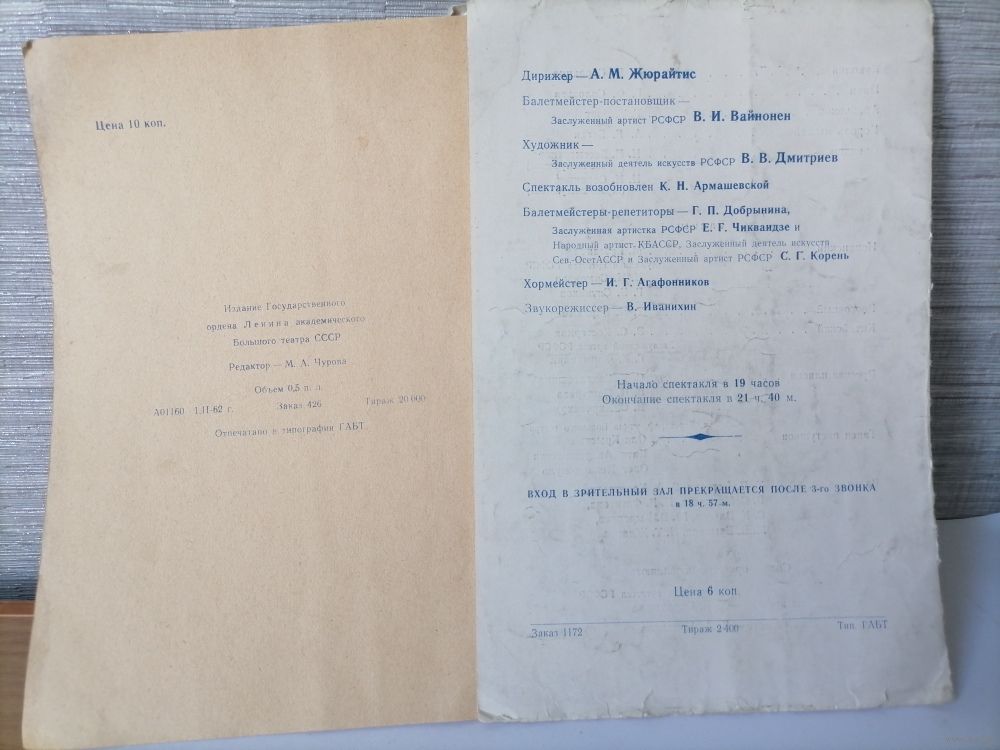 Цена 10 коп.
Издание Государственного
ордена Ленина академического
Большого театра СССР
Редактор — М. А. Чурова
Объем 0,5 п. л.
А01160 1.II-62 г. Заказ 426 Тираж 20 000
Отпечатано в типографии ГАБТ
Дирижер — А. М. Жюрайтис
Балетмейстер-постановщик —
Заслуженный артист РСФСР В. И. Вайнонен
Художник —
Заслуженный деятель искусств РСФСР В. В. Дмитриев
Спектакль возобновлен К. Н. Армашевской
Балетмейстеры-репетиторы — Г. П. Добрынина,
Заслуженная артистка РСФСР Е. Г. Чикваидзе и
Народный артист КБАССР, Заслуженный деятель искусств
Сев.-ОсетАССР и Заслуженный артист РСФСР С. Г. Корень
Хормейстер — И. Г. Агафонников
Звукорежиссер — В. Иванихин
Начало спектакля в 19 часов
Окончание спектакля в 21 ч. 40 м.
ВХОД В ЗРИТЕЛЬНЫЙ ЗАЛ ПРЕКРАЩАЕТСЯ ПОСЛЕ 3-го ЗВОНКА
в 18 ч. 57 м.
Цена 6 коп.
Заказ 1172 Тираж 2 400 Тип. ГАБТ